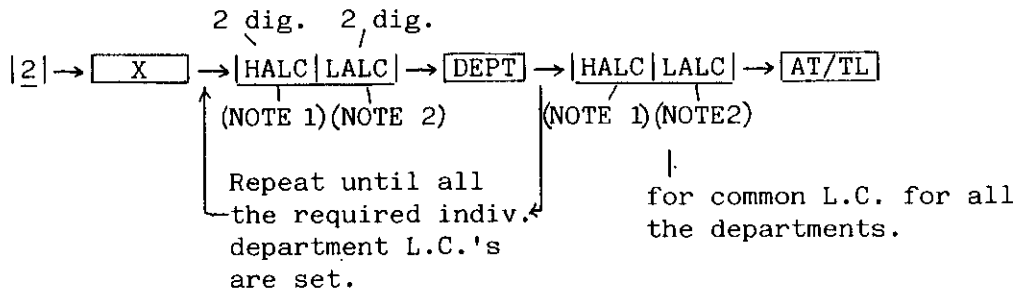 2 dig. 2 dig.
|2|→ X →|HALC|LALC|→ DEPT →|HALC|LALC|→ AT/TL
(NOTE 1)(NOTE 2) (NOTE 1)(NOTE2)
Repeat until all
the required indiv.
department L.C.'s
are set.
for common L.C. for all
the departments.